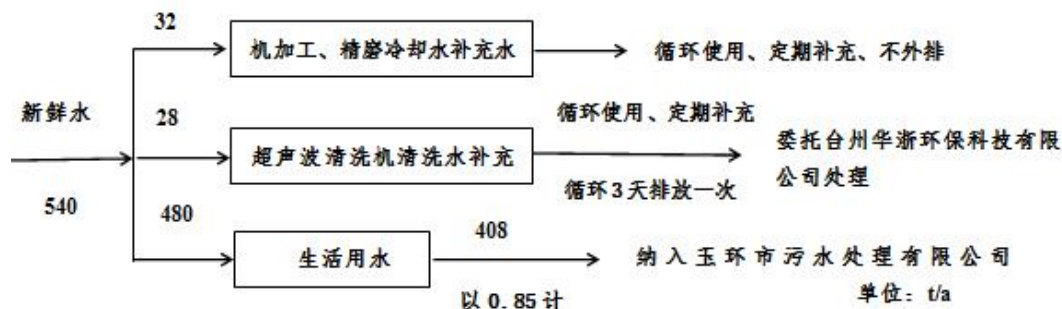 32
机加工、精磨冷却水补充水
循环使用、定期补充、不外排
新鲜水
28
循环使用、定期补充
超声波清洗机清洗水补充
委托台州华浙环保科技有限
公司处理
循环3天排放一次
540
480
408
生活用水
纳入玉环市污水处理有限公司
以0.85计
单位：t/a